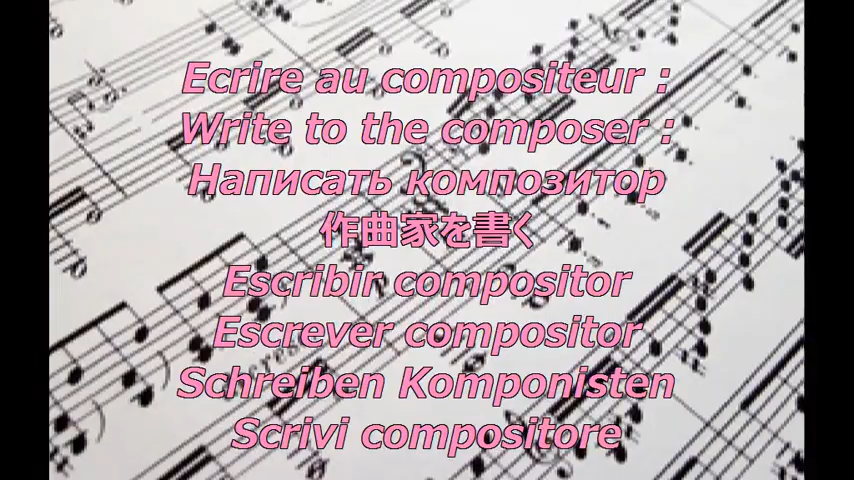 Ecrire au compositeur :
Write to the composer :
Написать композитор
作曲家を書く
Escribir compositor
Escrever compositor
Schreiben Komponisten
Scrivi compositore